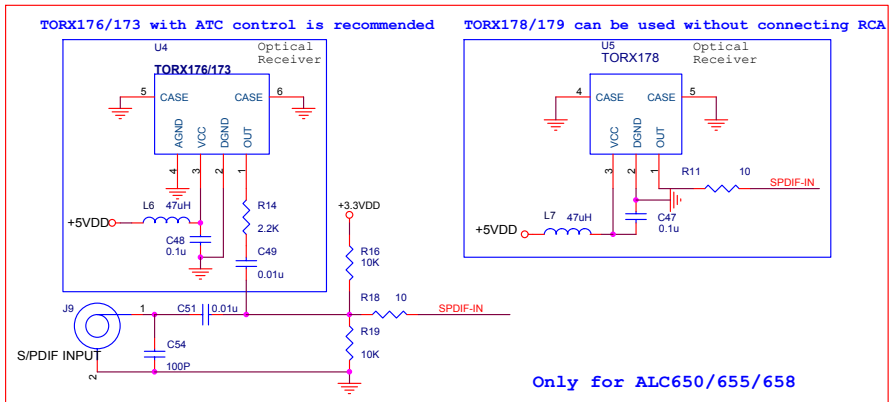 TORX176/173 with ATC control is recommended
U4
Optical
Receiver
TORX176/173
5
CASE
CASE
6
AGND
VCC
DGND
OUT
4
3
2
1
L6
47uH
+5VDD
C48
0.1u
R14
2.2K
C49
0.01u
+3.3VDD
R16
10K
J9
1
C51
0.01u
R18
10
SPDIF-IN
S/PDIF INPUT
2
C54
100P
R19
10K
TORX178/179 can be used without connecting RCA
U5
Optical
Receiver
TORX178
4
CASE
CASE
5
VCC
DGND
OUT
3
2
1
R11
10
SPDIF-IN
L7
47uH
+5VDD
C47
0.1u
Only for ALC650/655/658